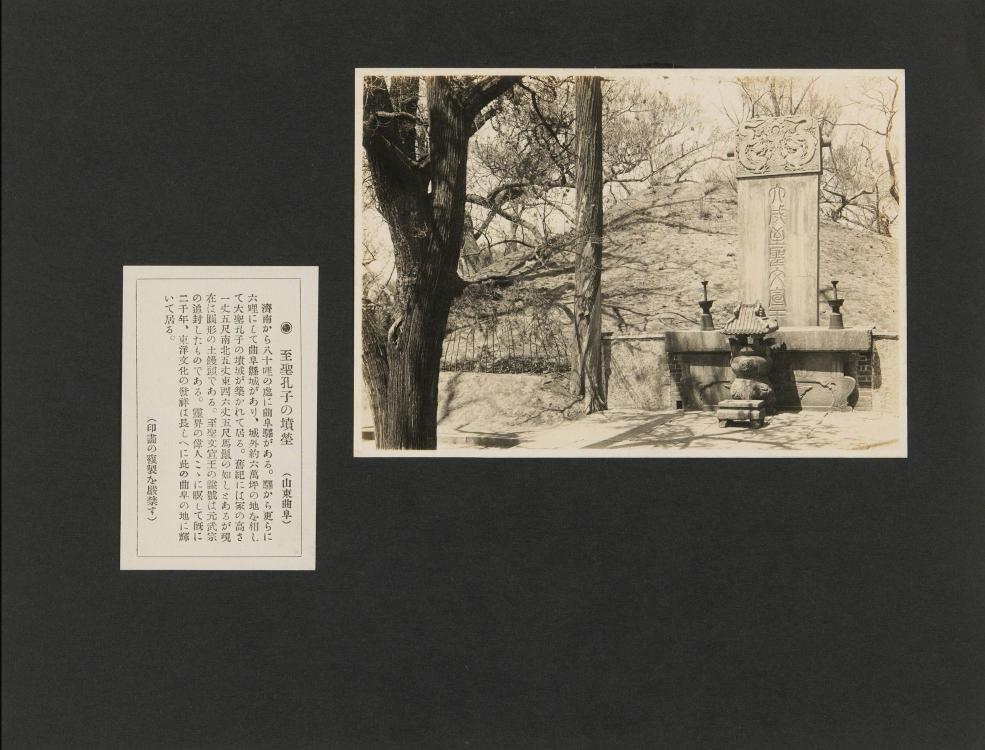 ◉ 至聖孔子の墳塋 (山東曲阜)
濟南から八十哩の處に曲阜驛がある。驛から更らに
六哩にして曲阜縣城があり、城外約六萬坪の地を相し
て大聖孔子の墳城が築かれて居る。舊紀には冢の高さ
一丈五尺南北五丈東西六丈五尺馬鬣の如しとあるが現
在は圓形の土饅頭である。至聖文宣王の諡號は元武宗
の追封したものである。靈界の偉人こゝに瞑して既に
二千年、東洋文化の發祥は長しへに此の曲阜の地に輝
いて居る。
(印畫の複製を嚴禁す)
大成至聖文宣王